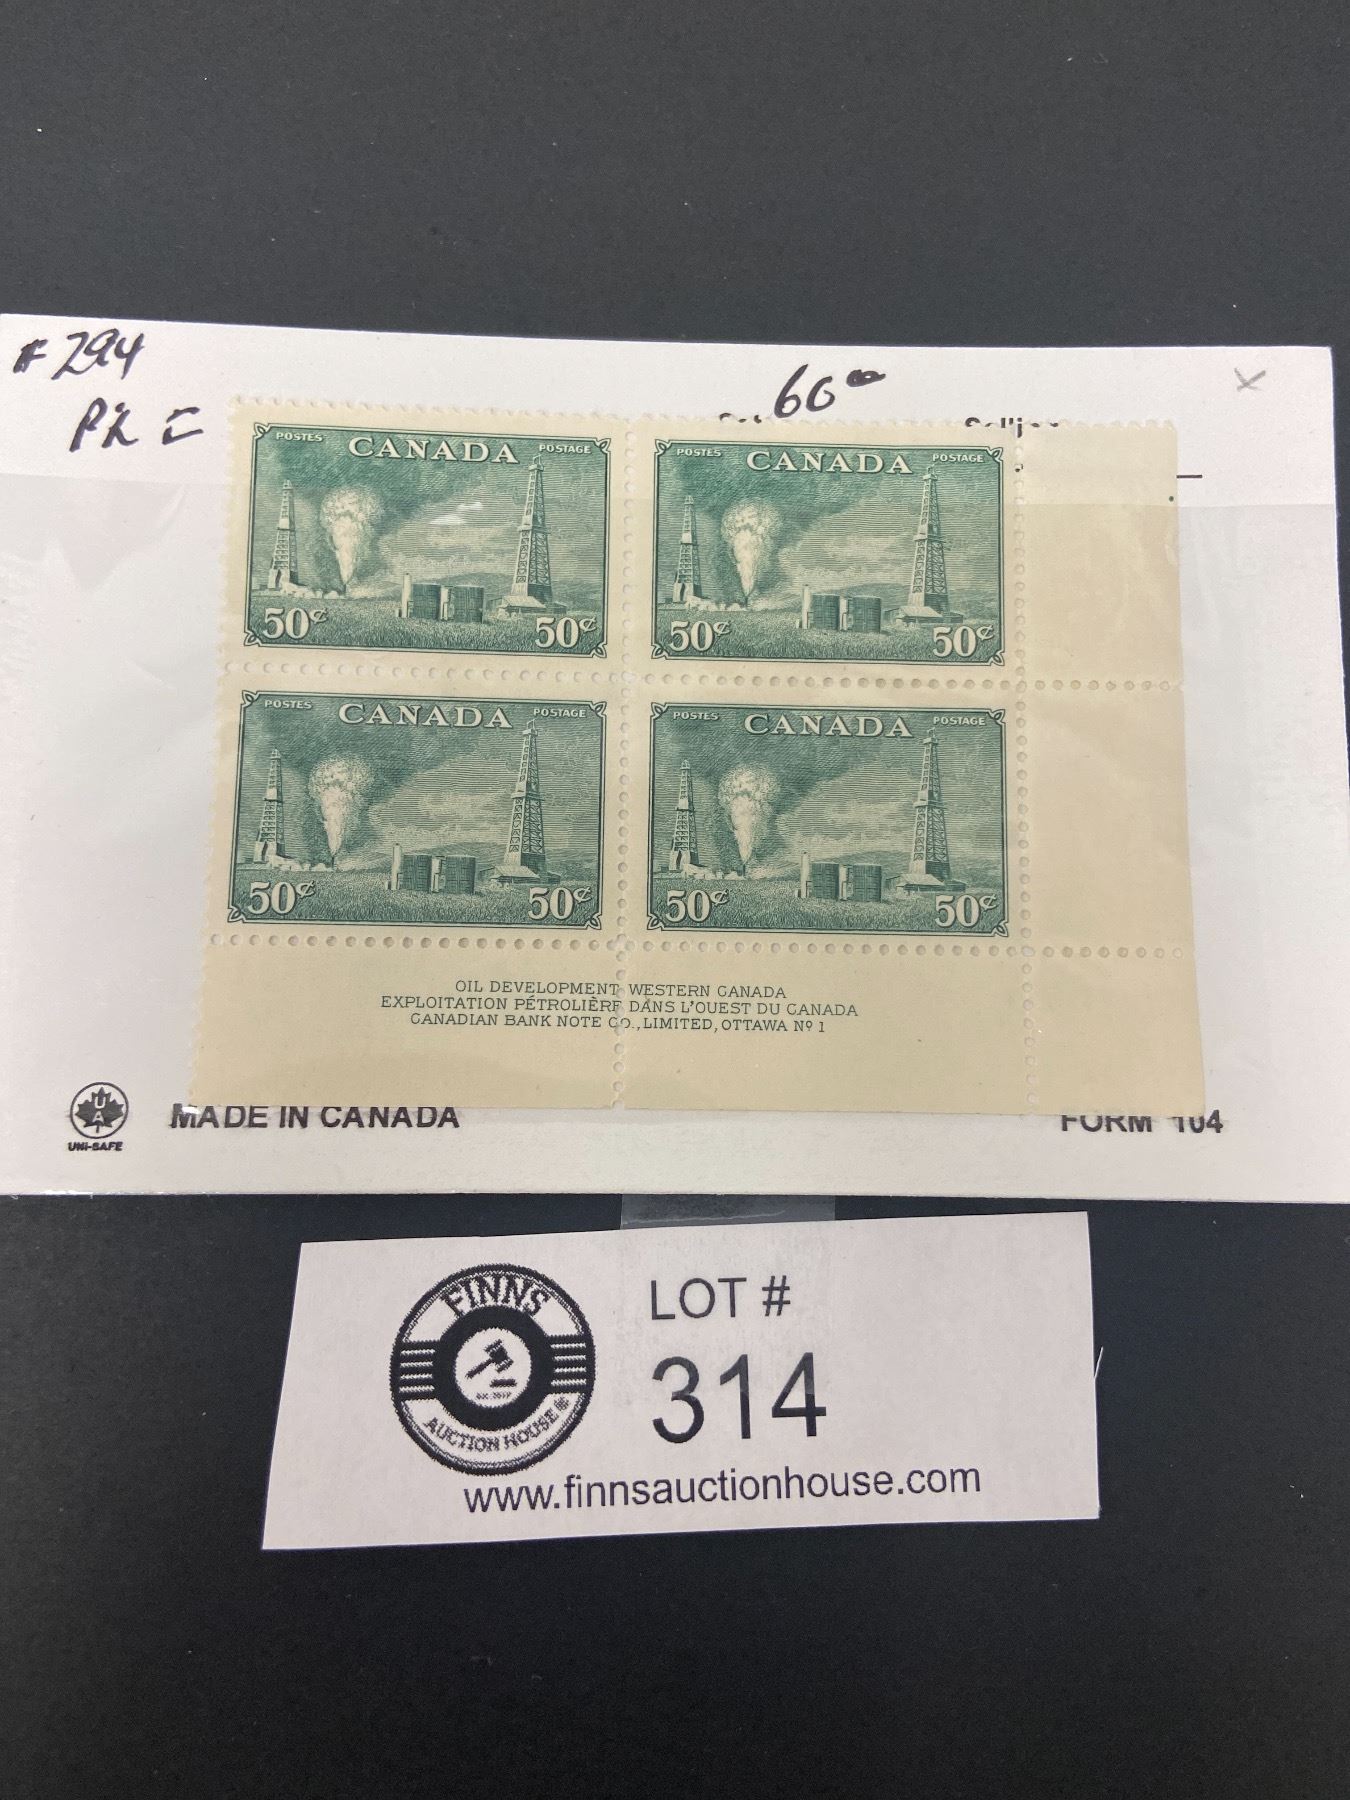 #294
60 00
x
POSTES CANADA POSTAGE
50¢ 50¢
POSTES CANADA POSTAGE
50¢ 50¢
POSTES CANADA POSTAGE
50¢ 50¢
POSTES CANADA POSTAGE
50¢ 50¢
OIL DEVELOPMENT WESTERN CANADA
EXPLOITATION PÉTROLIÈRE DANS L'OUEST DU CANADA
CANADIAN BANK NOTE CO., LIMITED, OTTAWA Nº 1
UNI-SAFE
MADE IN CANADA
FORM 104
FINNS
AUCTION HOUSE
LOT #
314
www.finnsauctionhouse.com